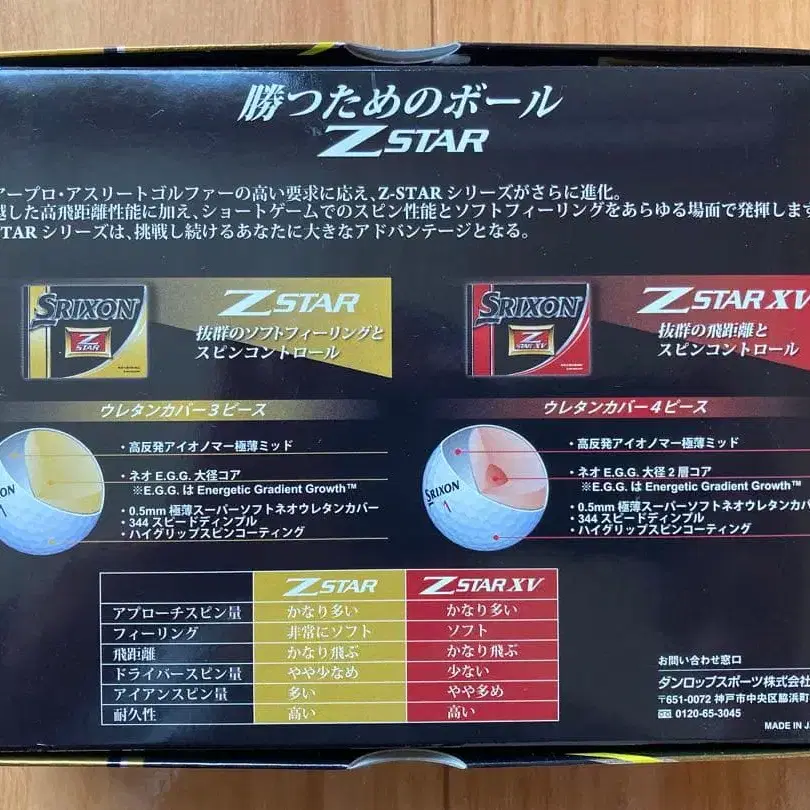 勝つためのボール
Z STAR
アープロ・アスリートゴルファーの高い要求に応え、Z-STAR シリーズがさらに進化。
越した高飛距離性能に加え、ショートゲームでのスピン性能とソフトフィーリングをあらゆる場面で発揮します
STAR シリーズは、挑戦し続けるあなたに大きなアドバンテージとなる。
SRIXON
Z
STAR
Z STAR
抜群のソフトフィーリングと
スピンコントロール
ウレタンカバー3ピース
・高反発アイオノマー極薄ミッド
・ネオ E.G.G. 大径コア
※E.G.G. は Energetic Gradient Growth™
・0.5mm 極薄スーパーソフトネオウレタンカバー
・344 スピードディンプル
・ハイグリップスピンコーティング
XON
1
SRIXON
Z
STAR XV
Z STAR XV
抜群の飛距離と
スピンコントロール
ウレタンカバー4ピース
・高反発アイオノマー極薄ミッド
・ネオ E.G.G. 大径 2 層コア
※E.G.G. は Energetic Gradient Growth™
・0.5mm 極薄スーパーソフトネオウレタンカバ
・344 スピードディンプル
・ハイグリップスピンコーティング
SRIXON
1
Z STAR Z STAR XV
アプローチスピン量 かなり多い かなり多い
フィーリング 非常にソフト ソフト
飛距離 かなり飛ぶ かなり飛ぶ
ドライバースピン量 やや少なめ 少ない
アイアンスピン量 多い やや多め
耐久性 高い 高い
お問い合わせ窓口
ダンロップスポーツ株式会社
〒651-0072 神戸市中央区脇浜町
0120-65-3045
MADE IN J